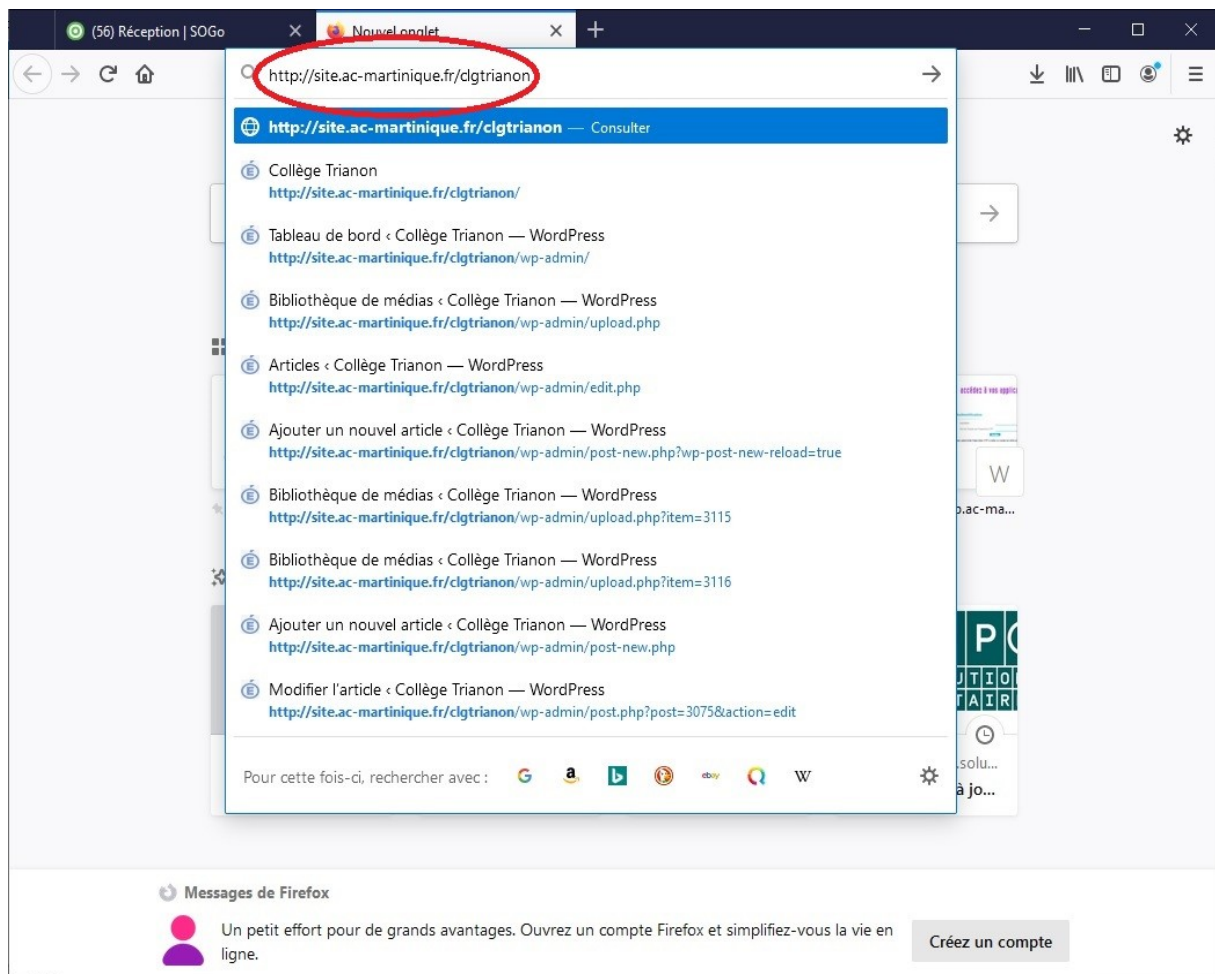 (56) Réception | SOGo
Nouvel onglet
http://site.ac-martinique.fr/clgtrianon
http://site.ac-martinique.fr/clgtrianon — Consulter
Collège Trianon
http://site.ac-martinique.fr/clgtrianon/
Tableau de bord ‹ Collège Trianon — WordPress
http://site.ac-martinique.fr/clgtrianon/wp-admin/
Bibliothèque de médias ‹ Collège Trianon — WordPress
http://site.ac-martinique.fr/clgtrianon/wp-admin/upload.php
Articles ‹ Collège Trianon — WordPress
http://site.ac-martinique.fr/clgtrianon/wp-admin/edit.php
Ajouter un nouvel article ‹ Collège Trianon — WordPress
http://site.ac-martinique.fr/clgtrianon/wp-admin/post-new.php?wp-post-new-reload=true
Bibliothèque de médias ‹ Collège Trianon — WordPress
http://site.ac-martinique.fr/clgtrianon/wp-admin/upload.php?item=3115
Bibliothèque de médias ‹ Collège Trianon — WordPress
http://site.ac-martinique.fr/clgtrianon/wp-admin/upload.php?item=3116
Ajouter un nouvel article ‹ Collège Trianon — WordPress
http://site.ac-martinique.fr/clgtrianon/wp-admin/post-new.php
Modifier l'article ‹ Collège Trianon — WordPress
http://site.ac-martinique.fr/clgtrianon/wp-admin/post.php?post=3075&action=edit
Pour cette fois-ci, rechercher avec :
G a b ebay Q W
accédez à vos applic
W
.ac-ma...
PO
UTIO
TAIR
.solu...
à jo...
Messages de Firefox
Un petit effort pour de grands avantages. Ouvrez un compte Firefox et simplifiez-vous la vie en
ligne.
Créez un compte